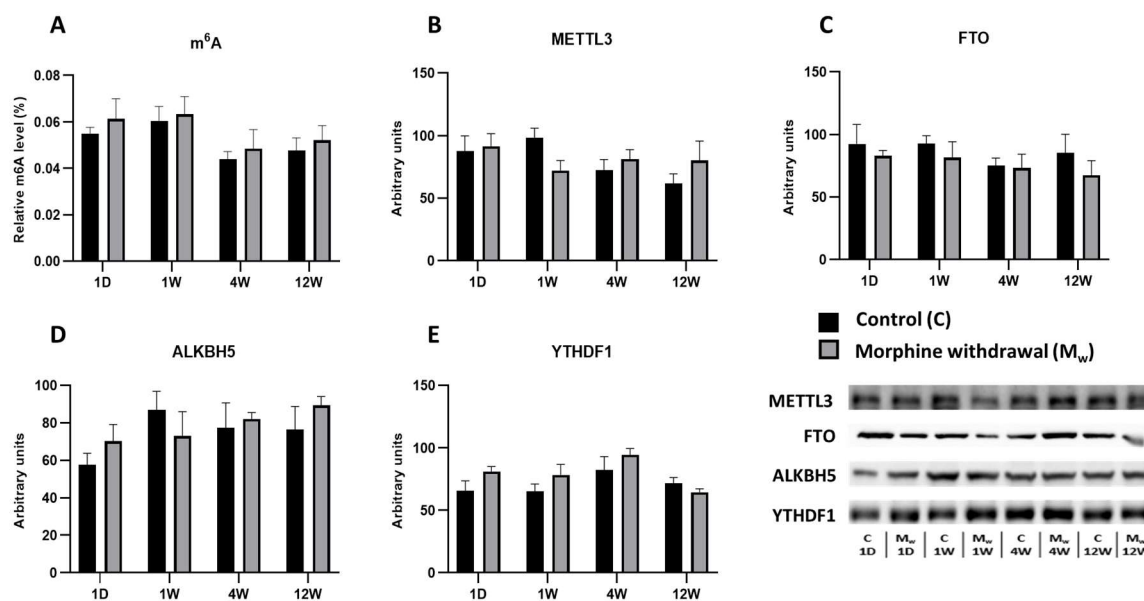 A
m⁶A
Relative m6A level (%)
0.08
0.06
0.04
0.02
0.00
1D 1W 4W 12W
B
METTL3
Arbitrary units
150
100
50
0
1D 1W 4W 12W
C
FTO
Arbitrary units
150
100
50
0
1D 1W 4W 12W
D
ALKBH5
Arbitrary units
100
80
60
40
20
0
1D 1W 4W 12W
E
YTHDF1
Arbitrary units
150
100
50
0
1D 1W 4W 12W
Control (C)
Morphine withdrawal (Mw)
METTL3
FTO
ALKBH5
YTHDF1
C Mw C Mw C Mw C Mw
1D 1D 1W 1W 4W 4W 12W 12W